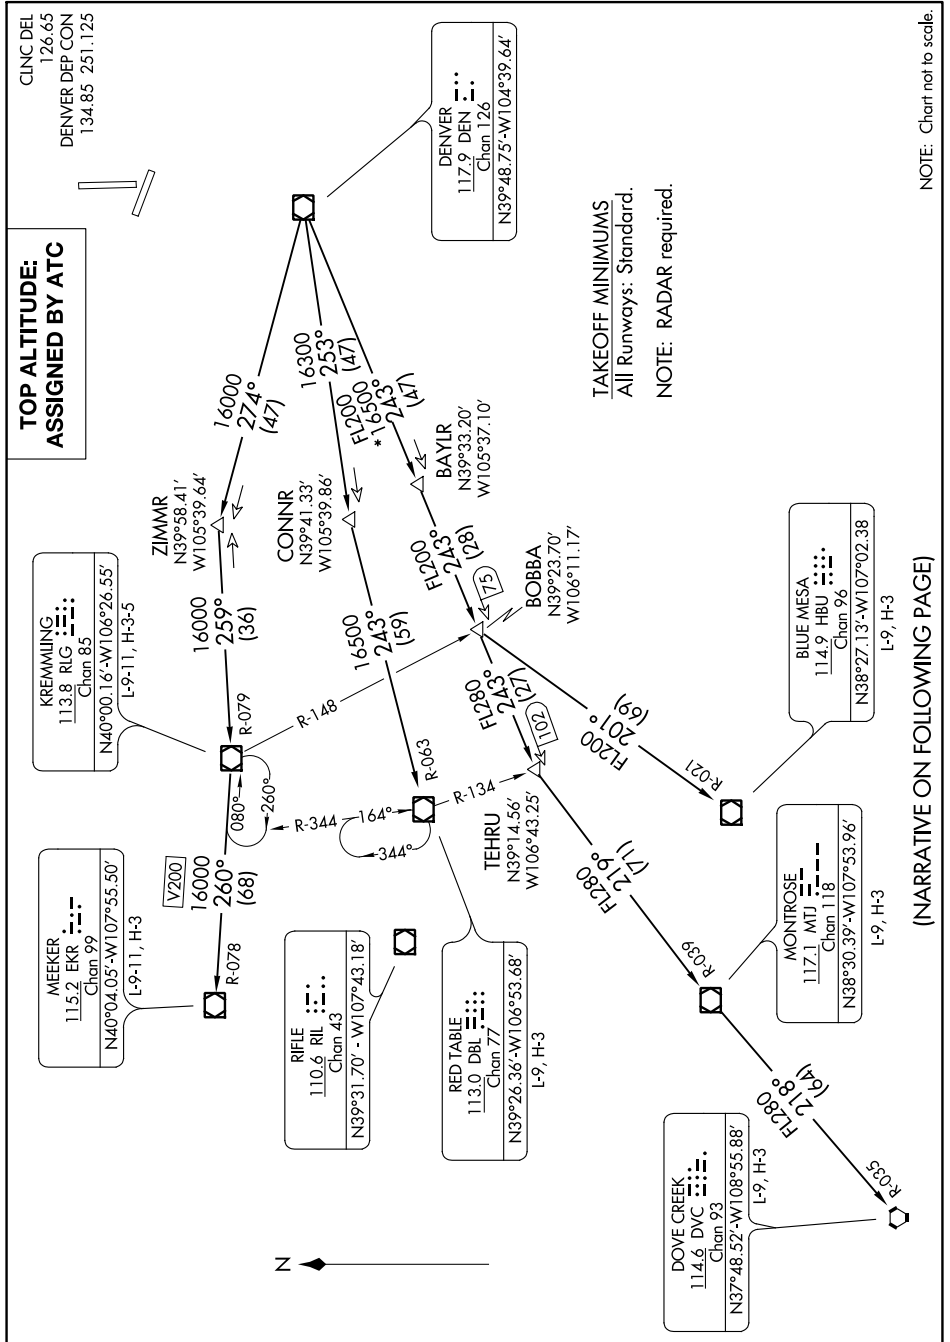 TOP ALTITUDE:
ASSIGNED BY ATC
CLNC DEL
126.65
DENVER DEP CON
134.85 251.125
MEEKER
115.2 EKR
Chan 99
N40°04.05'-W107°55.50'
L-9-11, H-3
KREMMLING
113.8 RLG
Chan 85
N40°00.16'-W106°26.55'
L-9-11, H-3-5
ZIMMR
N39°58.41'
W105°39.64'
16000
274°
(47)
16000
259°
(36)
R-079
V200
16000
260°
(68)
R-078
080°
260°
R-344
164°
344°
R-148
CONNR
N39°41.33'
W105°39.86'
16300
253°
(47)
16500
243°
(59)
R-063
FL200
*16500
243°
(47)
BAYLR
N39°33.20'
W105°37.10'
DENVER
117.9 DEN
Chan 126
N39°48.75'-W104°39.64'
RIFLE
110.6 RIL
Chan 43
N39°31.70' - W107°43.18'
RED TABLE
113.0 DBL
Chan 77
N39°26.36'-W106°53.68'
L-9, H-3
R-134
FL200
243°
(28)
75
BOBBA
N39°23.70'
W106°11.17'
FL280
243°
(27)
102
TEHRU
N39°14.56'
W106°43.25'
FL200
201°
(69)
R-021
FL280
219°
(71)
R-039
TAKEOFF MINIMUMS
All Runways: Standard.
NOTE: RADAR required.
BLUE MESA
114.9 HBU
Chan 96
N38°27.13'-W107°02.38
L-9, H-3
MONTROSE
117.1 MTJ
Chan 118
N38°30.39'-W107°53.96'
L-9, H-3
FL280
218°
(64)
R-035
DOVE CREEK
114.6 DVC
Chan 93
N37°48.52'-W108°55.88'
L-9, H-3
N
(NARRATIVE ON FOLLOWING PAGE)
NOTE: Chart not to scale.